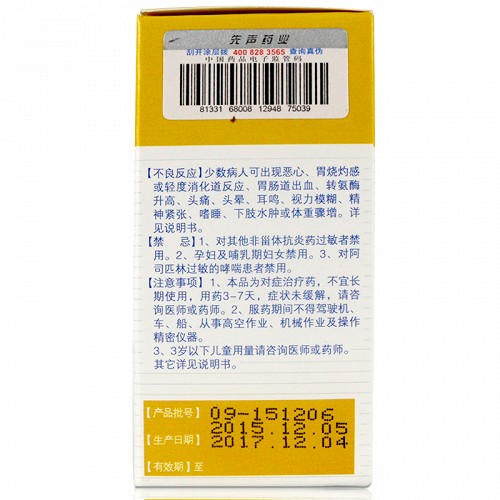 先声药业
刮开涂层拨 400 828 3565 查询真伪
中国药品电子监管码
81331 68008 12948 75039
【不良反应】少数病人可出现恶心、胃烧灼感
或轻度消化道反应、胃肠道出血、转氨酶
升高、头痛、头晕、耳鸣、视力模糊、精
神紧张、嗜睡、下肢水肿或体重骤增。详
见说明书。
【禁 忌】1、对其他非甾体抗炎药过敏者禁
用。2、孕妇及哺乳期妇女禁用。3、对阿
司匹林过敏的哮喘患者禁用。
【注意事项】1、本品为对症治疗药，不宜长
期使用，用药3-7天，症状未缓解，请咨
询医师或药师。2、服药期间不得驾驶机、
车、船、从事高空作业、机械作业及操作
精密仪器。
3、3岁以下儿童用量请咨询医师或药师。
其它详见说明书。
【产品批号】 09-151206
【生产日期】 2015.12.05
2017.12.04
【有效期】至